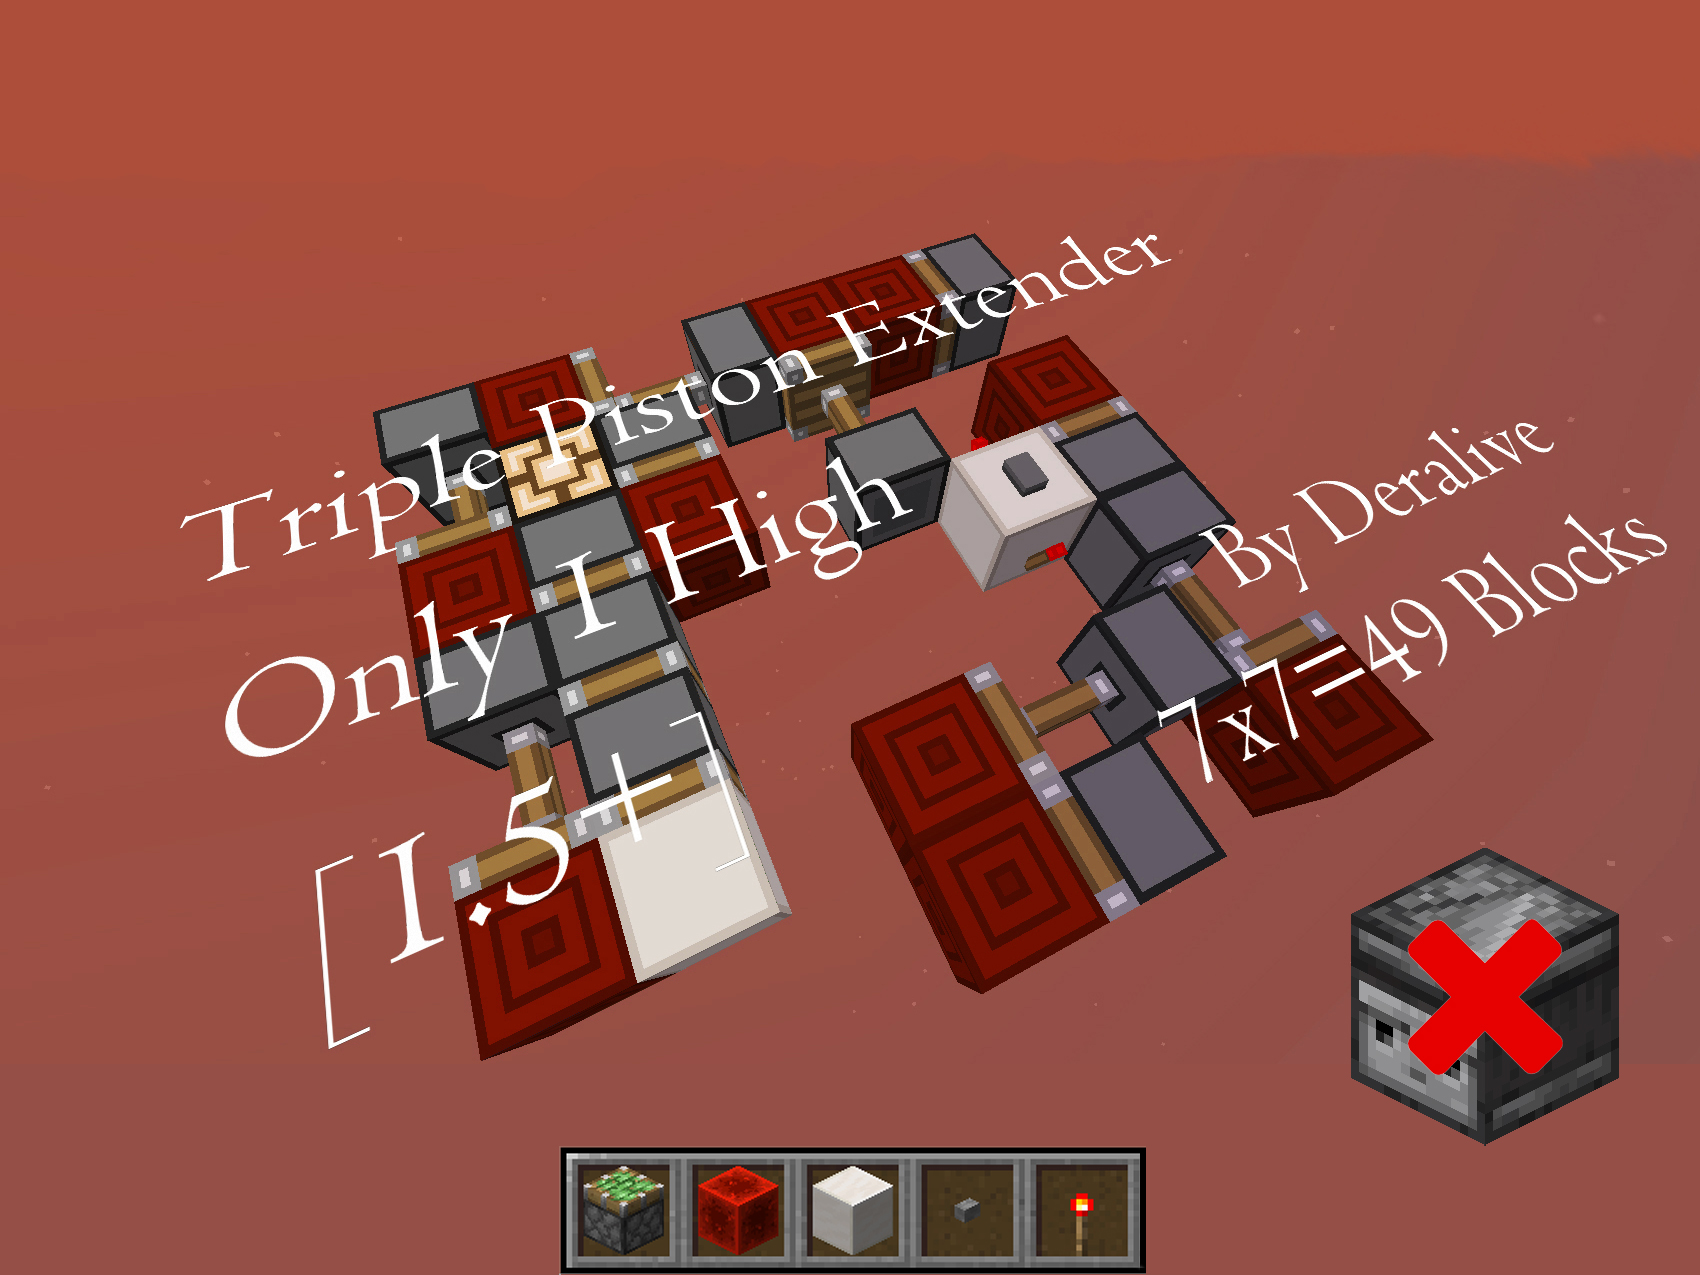 Triple Piston Extender
Only 1 High
[1.5+]
By Deralive
7x7=49 Blocks